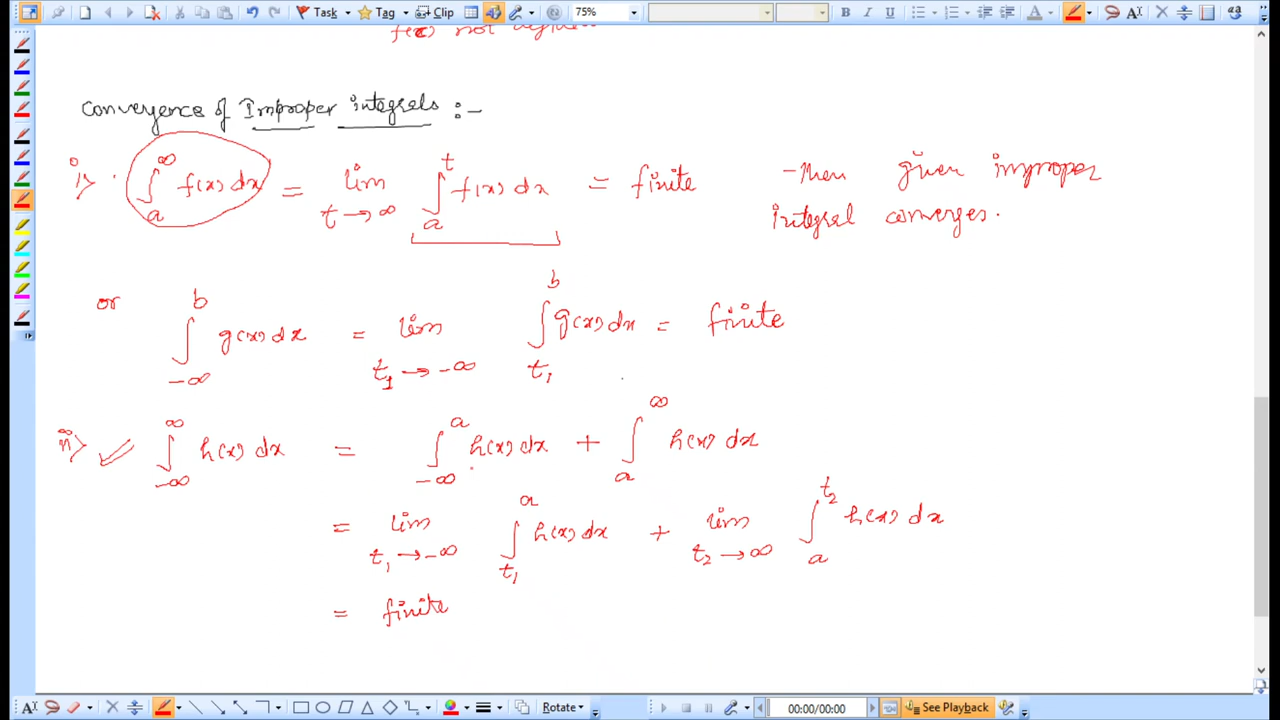 Task Tag Clip 75% B I U
f(x) not
Convergence of Improper integrals :-
i> ∫_a^∞ f(x) dx = lim_{t→∞} ∫_a^t f(x) dx = finite then given improper
integral converges.
or ∫_{-∞}^b g(x) dx = lim_{t₁→-∞} ∫_{t₁}^b g(x) dx = finite
ii> ∫_{-∞}^∞ h(x) dx = ∫_{-∞}^a h(x) dx + ∫_a^∞ h(x) dx
= lim_{t₁→-∞} ∫_{t₁}^a h(x) dx + lim_{t₂→∞} ∫_a^{t₂} h(x) dx
= finite
Rotate 00:00/00:00 See Playback